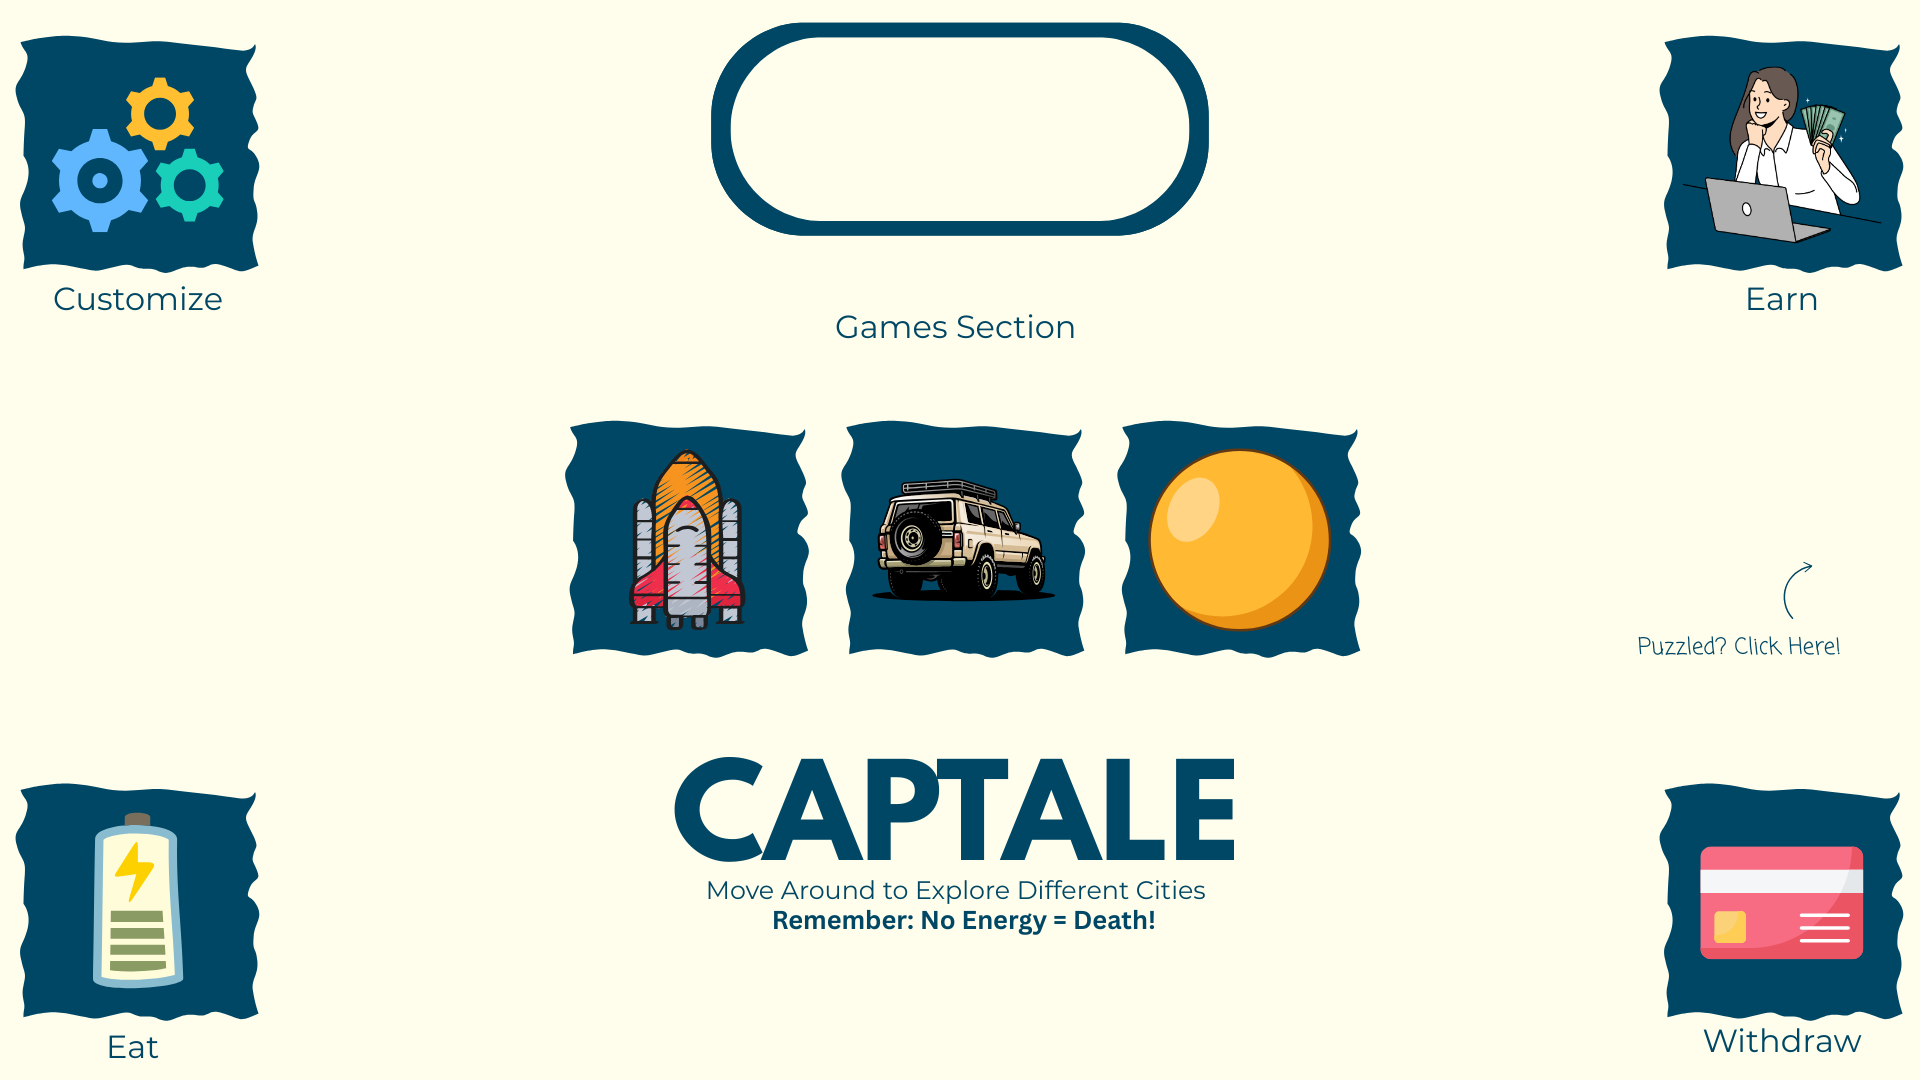 Customize
Earn
Games Section
Puzzled? Click Here!
CAPTALE
Move Around to Explore Different Cities
Remember: No Energy = Death!
Eat
Withdraw